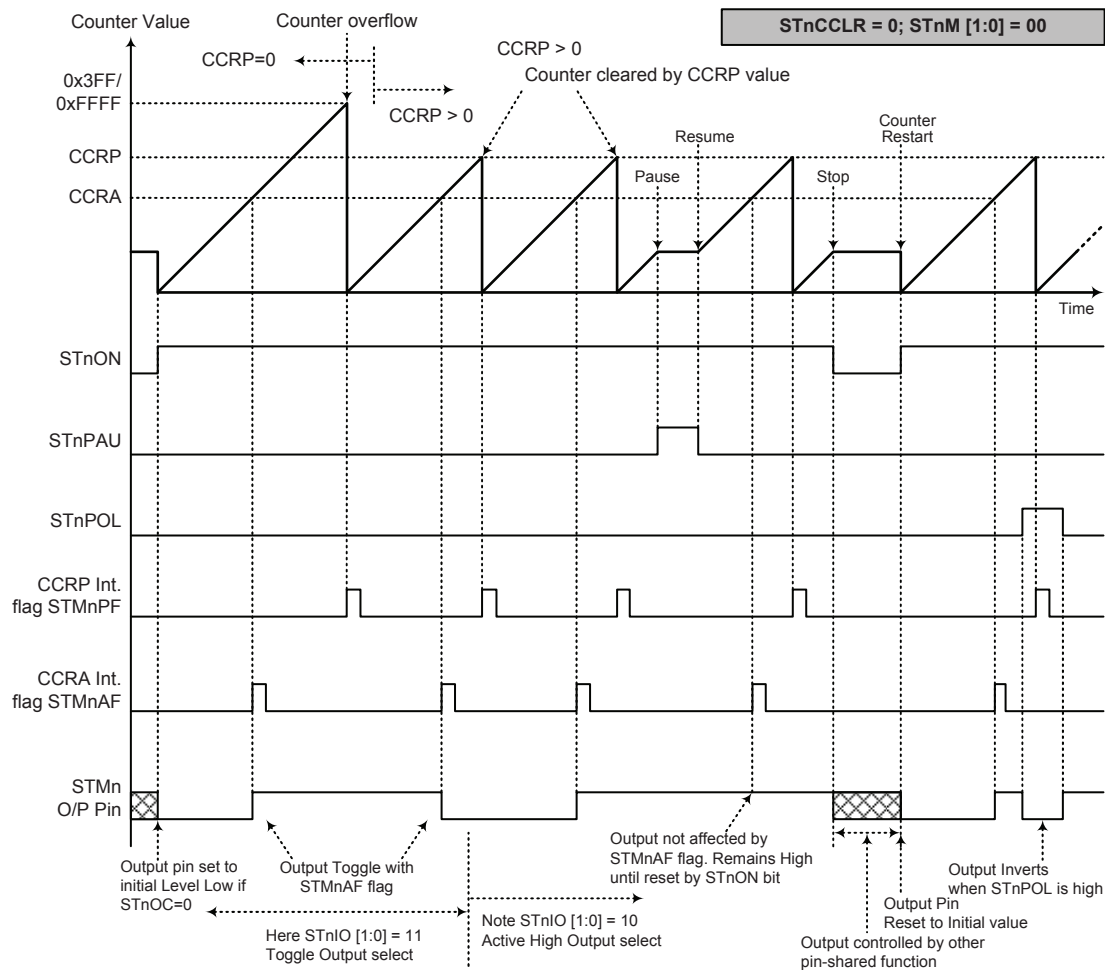 Counter Value
Counter overflow
STnCCLR = 0; STnM [1:0] = 00
CCRP=0
CCRP > 0
0x3FF/
0xFFFF
CCRP > 0
Counter cleared by CCRP value
CCRP
CCRA
Pause
Resume
Stop
Counter
Restart
Time
STnON
STnPAU
STnPOL
CCRP Int.
flag STMnPF
CCRA Int.
flag STMnAF
STMn
O/P Pin
Output pin set to
initial Level Low if
STnOC=0
Output Toggle with
STMnAF flag
Here STnIO [1:0] = 11
Toggle Output select
Note STnIO [1:0] = 10
Active High Output select
Output not affected by
STMnAF flag. Remains High
until reset by STnON bit
Output controlled by other
pin-shared function
Output Pin
Reset to Initial value
Output Inverts
when STnPOL is high